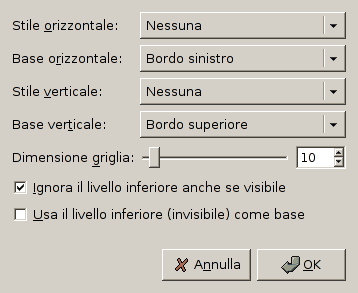 Stile orizzontale: Nessuna
Base orizzontale: Bordo sinistro
Stile verticale: Nessuna
Base verticale: Bordo superiore
Dimensione griglia: 10
Ignora il livello inferiore anche se visibile
Usa il livello inferiore (invisibile) come base
Annulla OK